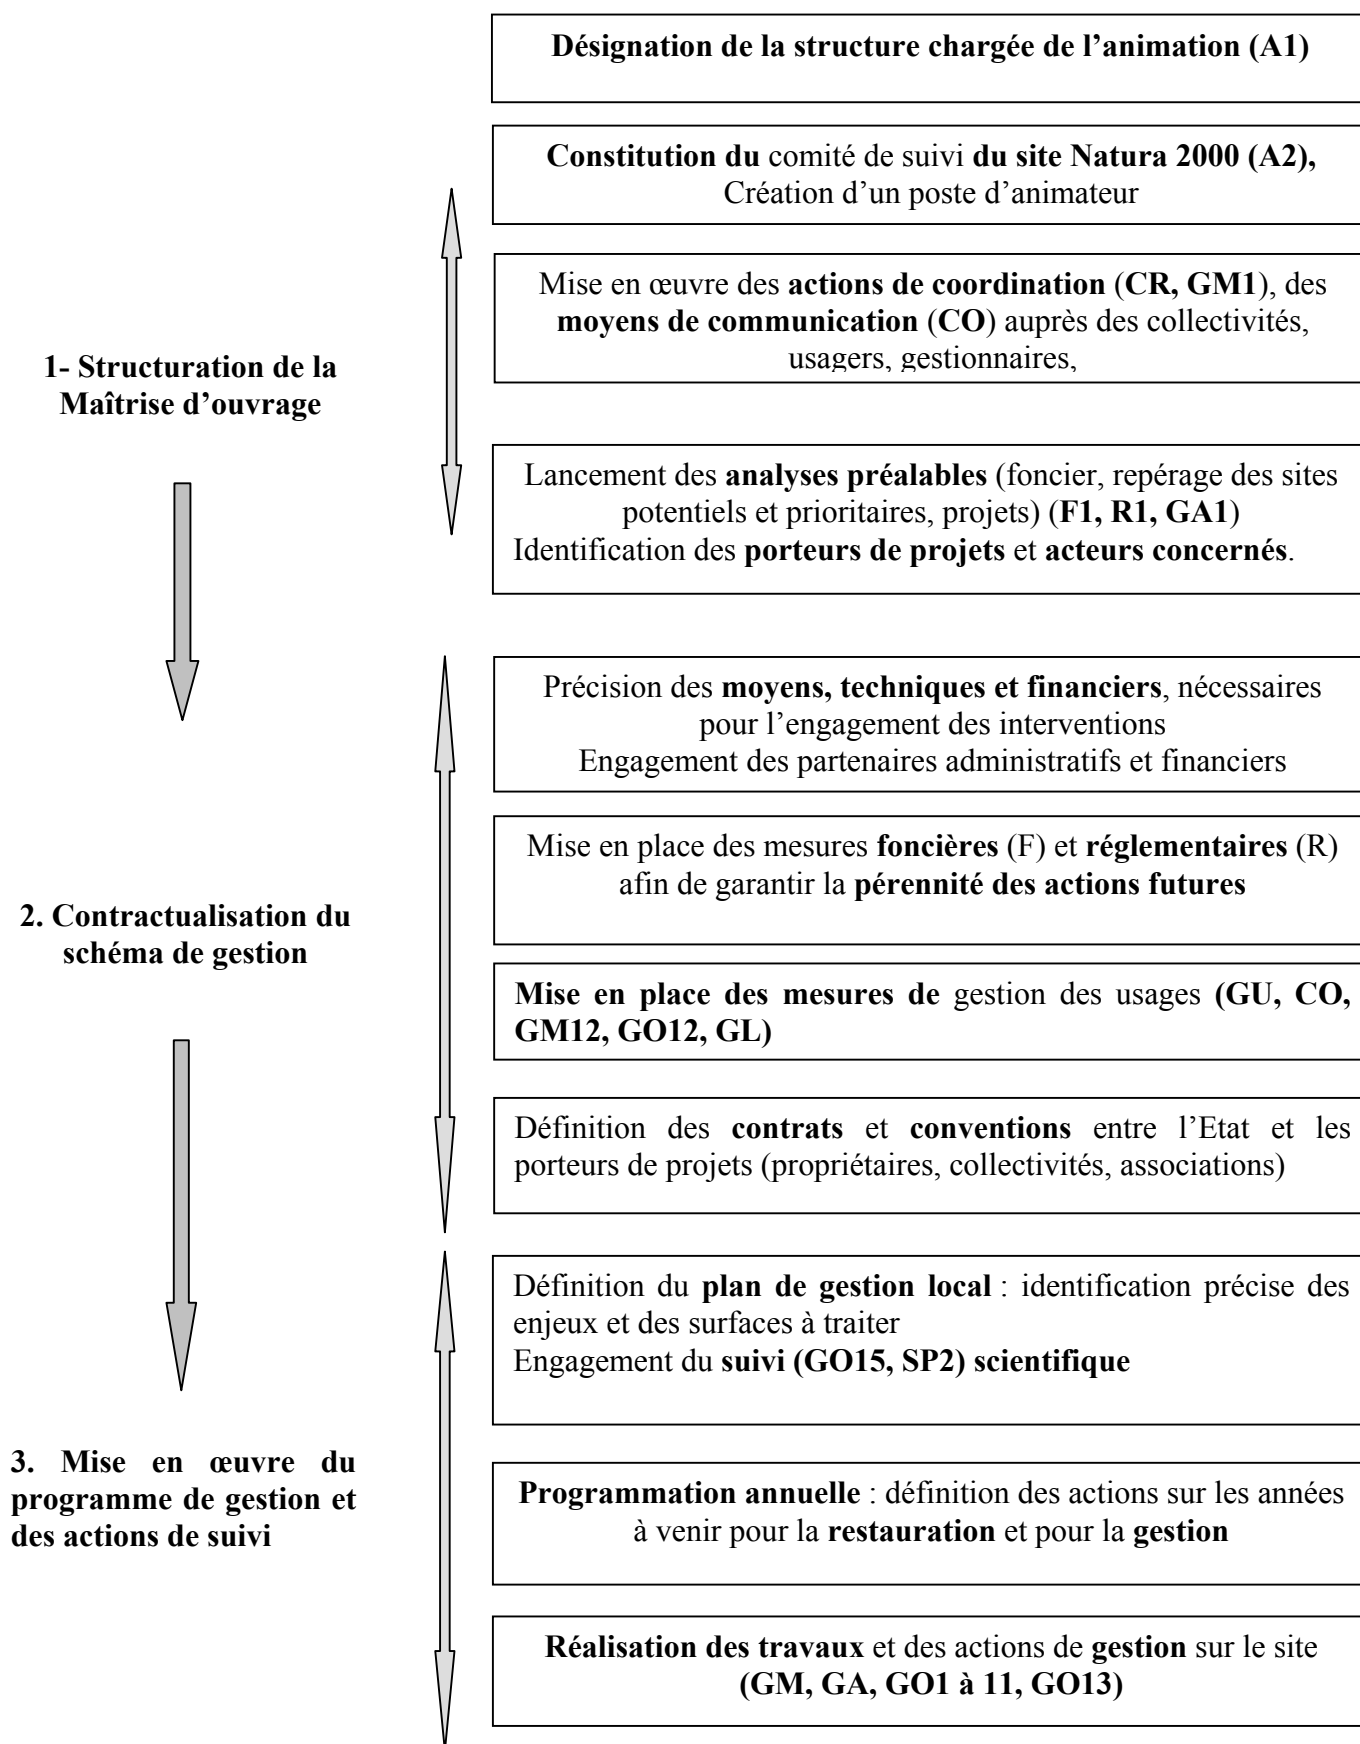 Désignation de la structure chargée de l’animation (A1)
Constitution du comité de suivi du site Natura 2000 (A2),
Création d’un poste d’animateur
Mise en œuvre des actions de coordination (CR, GM1), des
moyens de communication (CO) auprès des collectivités,
usagers, gestionnaires,
1- Structuration de la
Maîtrise d’ouvrage
Lancement des analyses préalables (foncier, repérage des sites
potentiels et prioritaires, projets) (F1, R1, GA1)
Identification des porteurs de projets et acteurs concernés.
Précision des moyens, techniques et financiers, nécessaires
pour l’engagement des interventions
Engagement des partenaires administratifs et financiers
Mise en place des mesures foncières (F) et réglementaires (R)
afin de garantir la pérennité des actions futures
2. Contractualisation du
schéma de gestion
Mise en place des mesures de gestion des usages (GU, CO,
GM12, GO12, GL)
Définition des contrats et conventions entre l’Etat et les
porteurs de projets (propriétaires, collectivités, associations)
Définition du plan de gestion local : identification précise des
enjeux et des surfaces à traiter
Engagement du suivi (GO15, SP2) scientifique
3. Mise en œuvre du
programme de gestion et
des actions de suivi
Programmation annuelle : définition des actions sur les années
à venir pour la restauration et pour la gestion
Réalisation des travaux et des actions de gestion sur le site
(GM, GA, GO1 à 11, GO13)